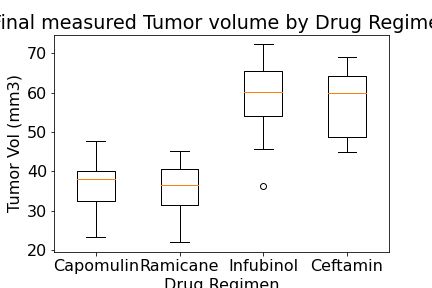 inal measured Tumor volume by Drug Regime
Tumor Vol (mm3)
70
60
50
40
30
20
Capomulin Ramicane Infubinol Ceftamin
Drug Regimen